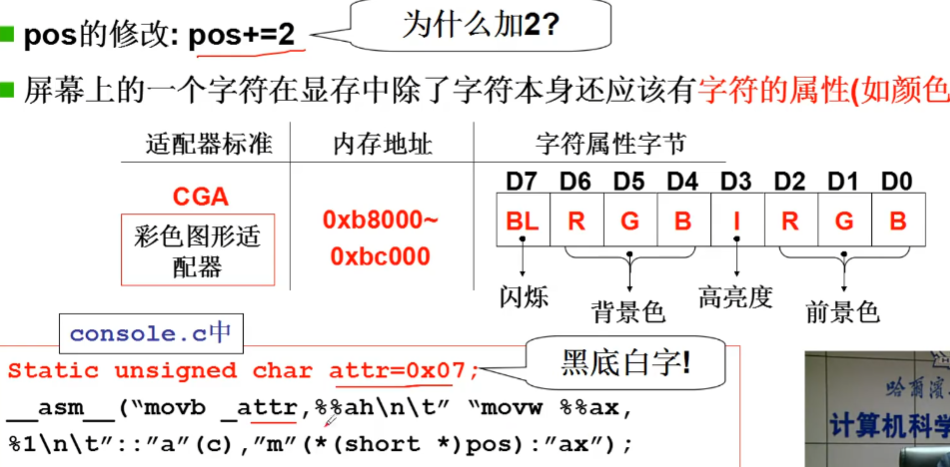 pos的修改: pos+=2
为什么加2?
屏幕上的一个字符在显存中除了字符本身还应该有字符的属性(如颜色
适配器标准 内存地址 字符属性字节
D7 D6 D5 D4 D3 D2 D1 D0
CGA
彩色图形适
配器
0xb8000~
0xbc000
BL R G B I R G B
闪烁 背景色 高亮度 前景色
console.c中
Static unsigned char attr=0x07;
黑底白字!
__asm__(“movb _attr,%%ah\n\t” “movw %%ax,
%1\n\t”::”a”(c),”m”(*(short *)pos):”ax”);
哈尔滨
计算机科学